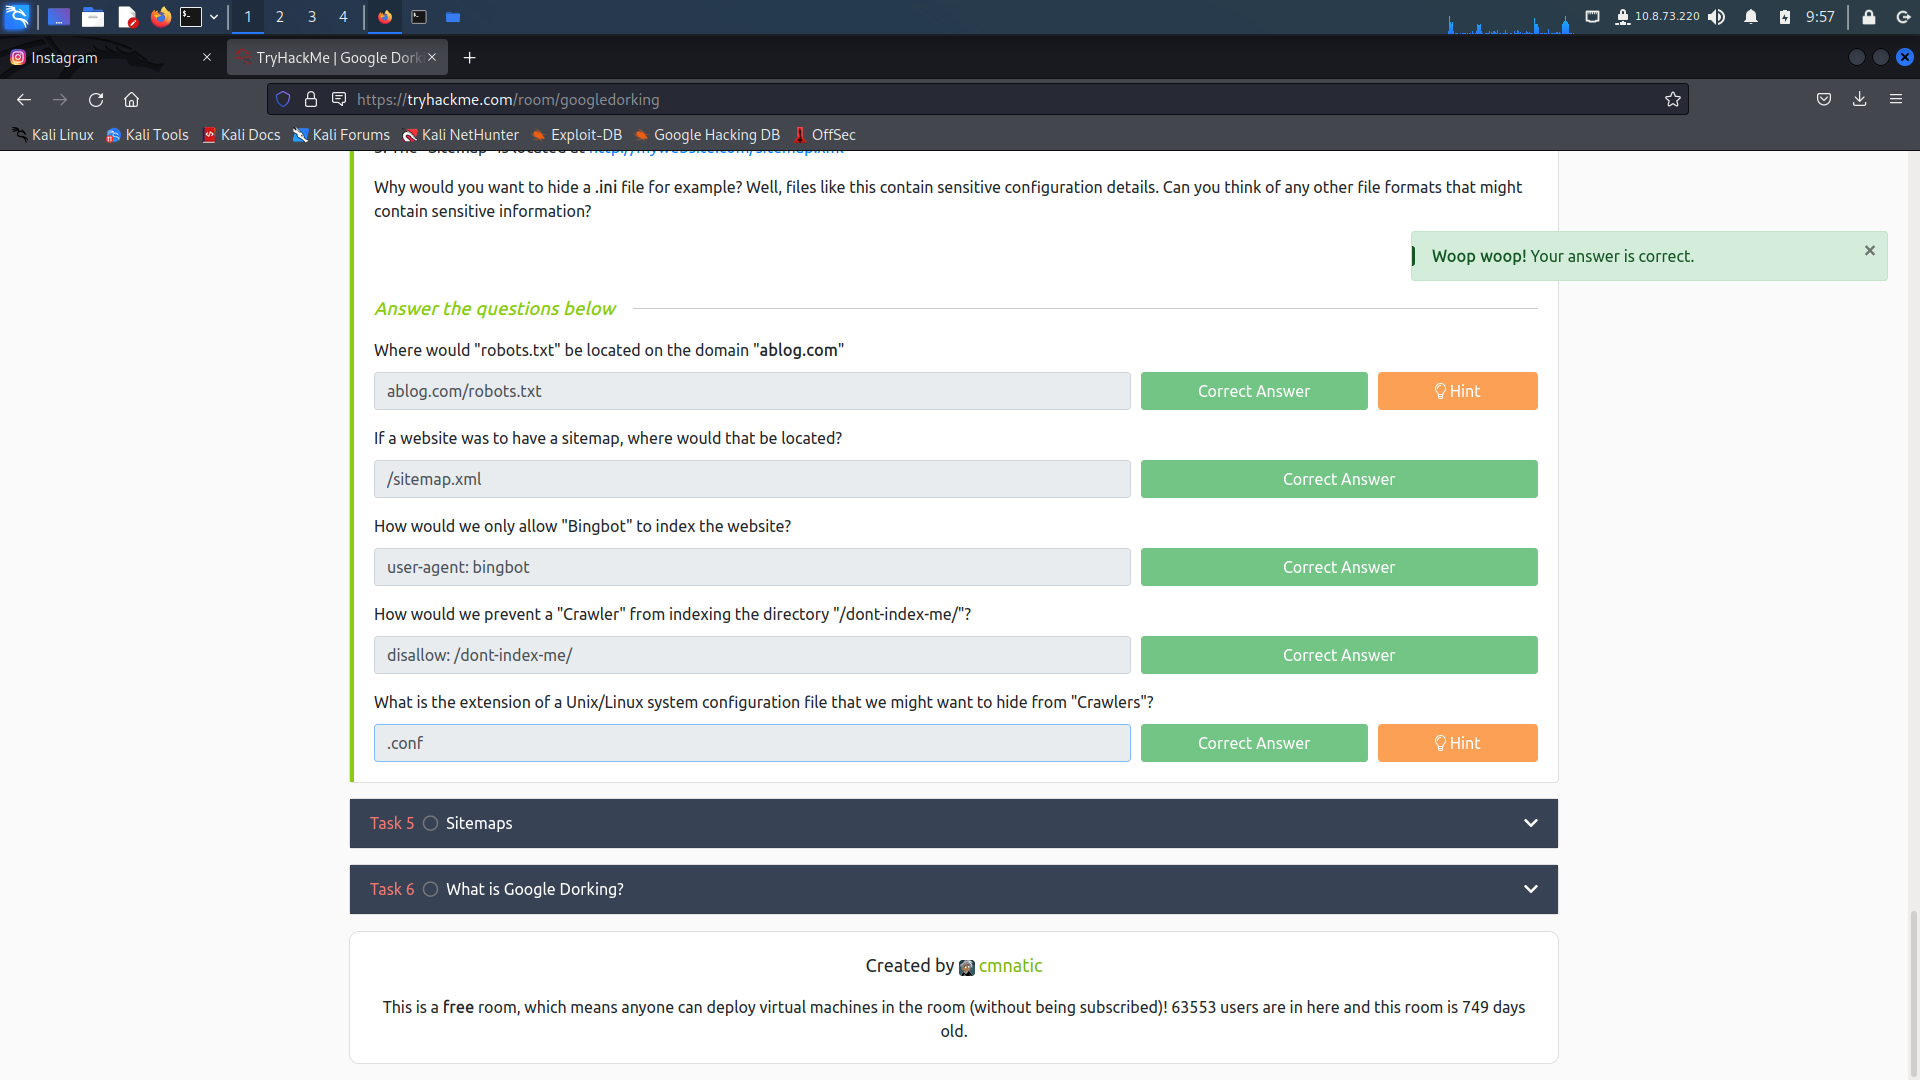 1 2 3 4 10.8.73.220 9:57
Instagram
TryHackMe | Google Dork
https://tryhackme.com/room/googledorking
Kali Linux Kali Tools Kali Docs Kali Forums Kali NetHunter Exploit-DB Google Hacking DB OffSec
Why would you want to hide a .ini file for example? Well, files like this contain sensitive configuration details. Can you think of any other file formats that might
contain sensitive information?
Woop woop! Your answer is correct.
Answer the questions below
Where would "robots.txt" be located on the domain "ablog.com"
ablog.com/robots.txt Correct Answer Hint
If a website was to have a sitemap, where would that be located?
/sitemap.xml Correct Answer
How would we only allow "Bingbot" to index the website?
user-agent: bingbot Correct Answer
How would we prevent a "Crawler" from indexing the directory "/dont-index-me/"?
disallow: /dont-index-me/ Correct Answer
What is the extension of a Unix/Linux system configuration file that we might want to hide from "Crawlers"?
.conf Correct Answer Hint
Task 5 Sitemaps
Task 6 What is Google Dorking?
Created by cmnatic
This is a free room, which means anyone can deploy virtual machines in the room (without being subscribed)! 63553 users are in here and this room is 749 days
old.